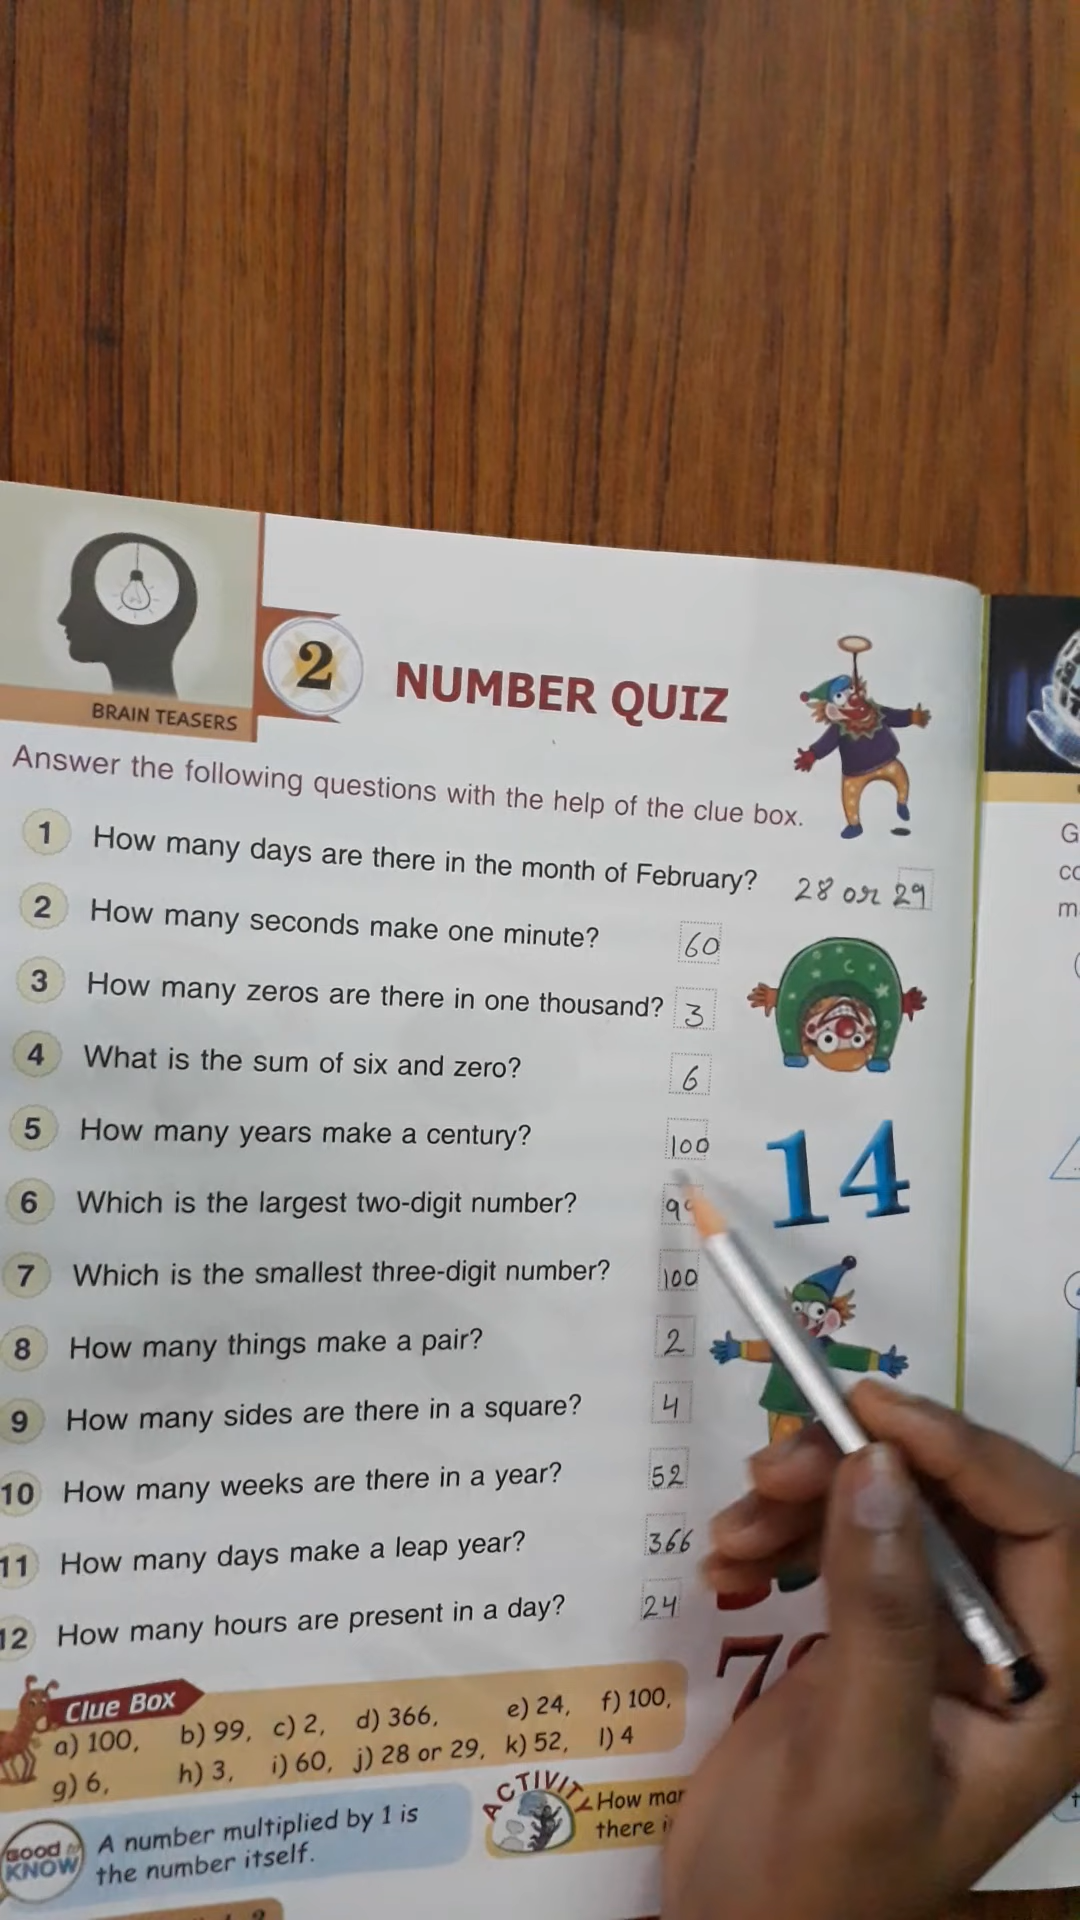 2
NUMBER QUIZ
BRAIN TEASERS
Answer the following questions with the help of the clue box.
1 How many days are there in the month of February? 28 or 29
2 How many seconds make one minute? 60
3 How many zeros are there in one thousand? 3
4 What is the sum of six and zero? 6
5 How many years make a century? 100
6 Which is the largest two-digit number? 99
7 Which is the smallest three-digit number? 100
8 How many things make a pair? 2
9 How many sides are there in a square? 4
10 How many weeks are there in a year? 52
11 How many days make a leap year? 366
12 How many hours are present in a day? 24
14
Clue Box
a) 100, b) 99, c) 2, d) 366, e) 24, f) 100,
g) 6, h) 3, i) 60, j) 28 or 29, k) 52, l) 4
GOOD to KNOW
A number multiplied by 1 is
the number itself.
ACTIVITY
How
there